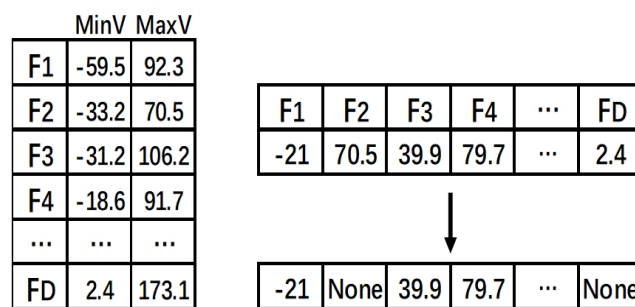 MinV MaxV
F1 -59.5 92.3
F2 -33.2 70.5
F3 -31.2 106.2
F4 -18.6 91.7
... ... ...
FD 2.4 173.1
F1 F2 F3 F4 ... FD
-21 70.5 39.9 79.7 ... 2.4
-21 None 39.9 79.7 ... None